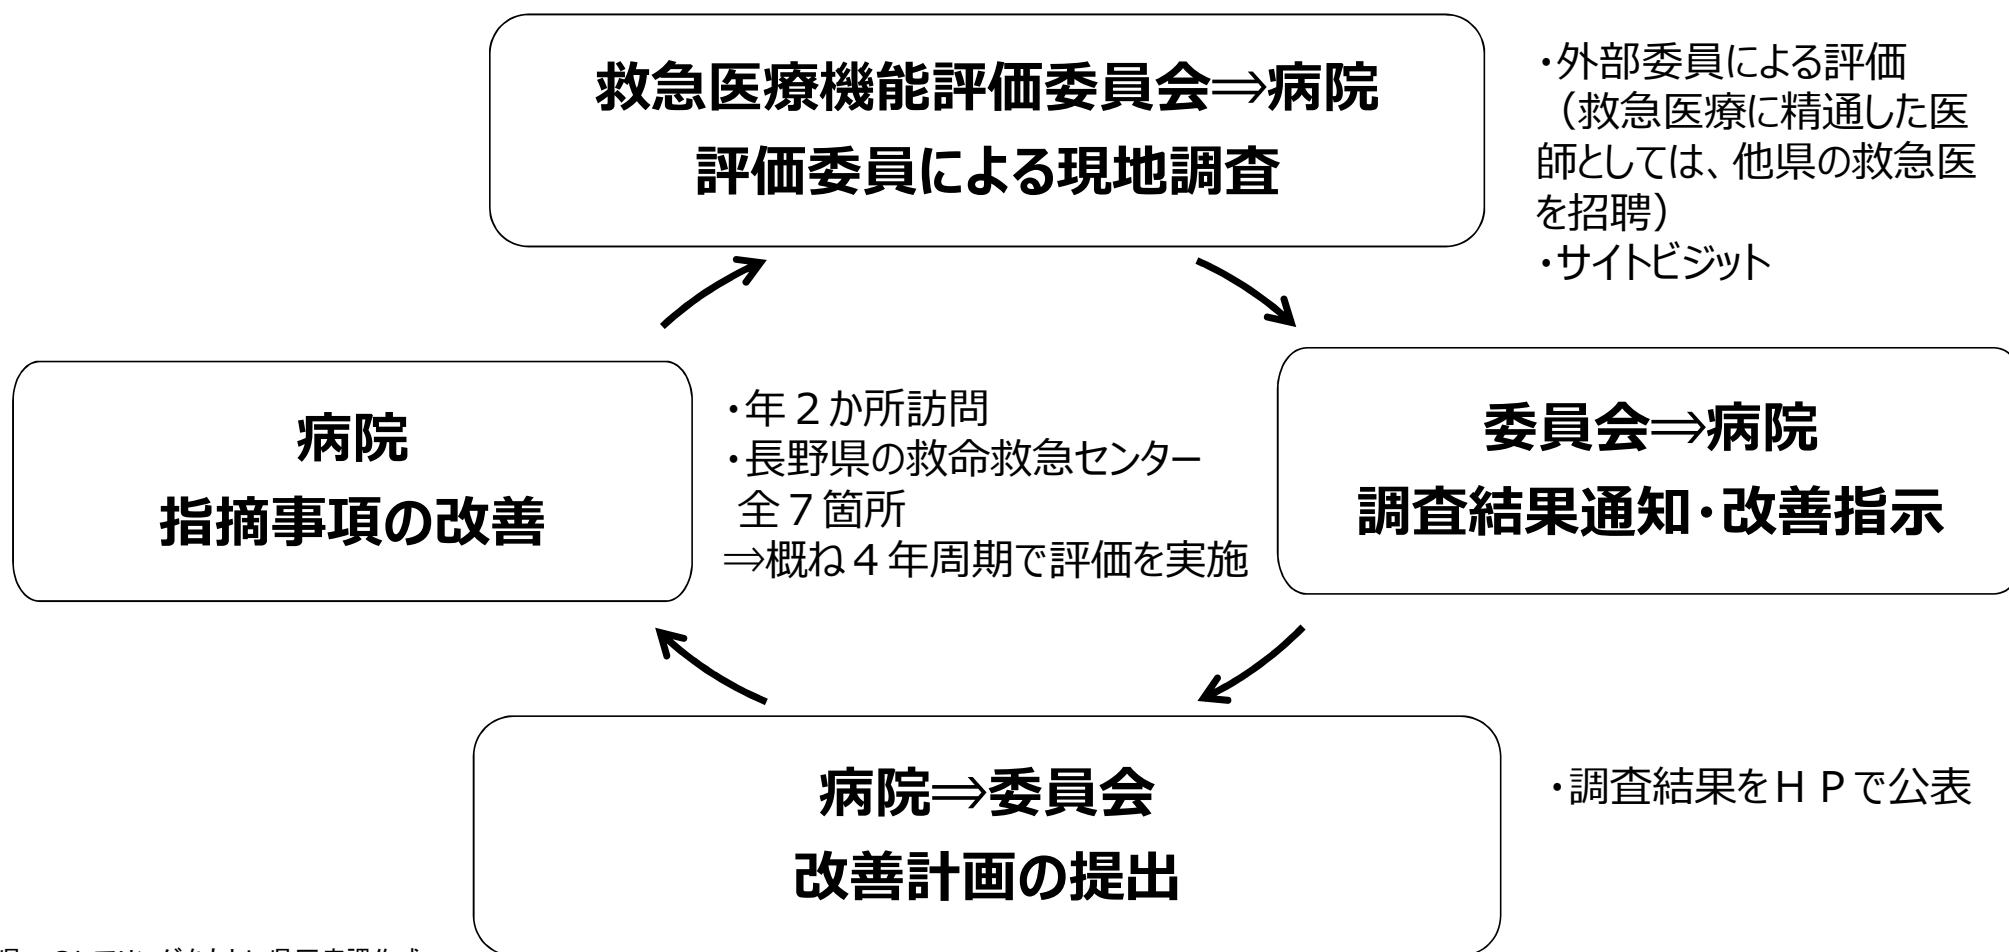 救急医療機能評価委員会⇒病院
評価委員による現地調査
・外部委員による評価
（救急医療に精通した医
師としては、他県の救急医
を招聘）
・サイトビジット
病院
指摘事項の改善
・年２か所訪問
・長野県の救命救急センター
全７箇所
⇒概ね４年周期で評価を実施
委員会⇒病院
調査結果通知・改善指示
病院⇒委員会
改善計画の提出
・調査結果をＨＰで公表